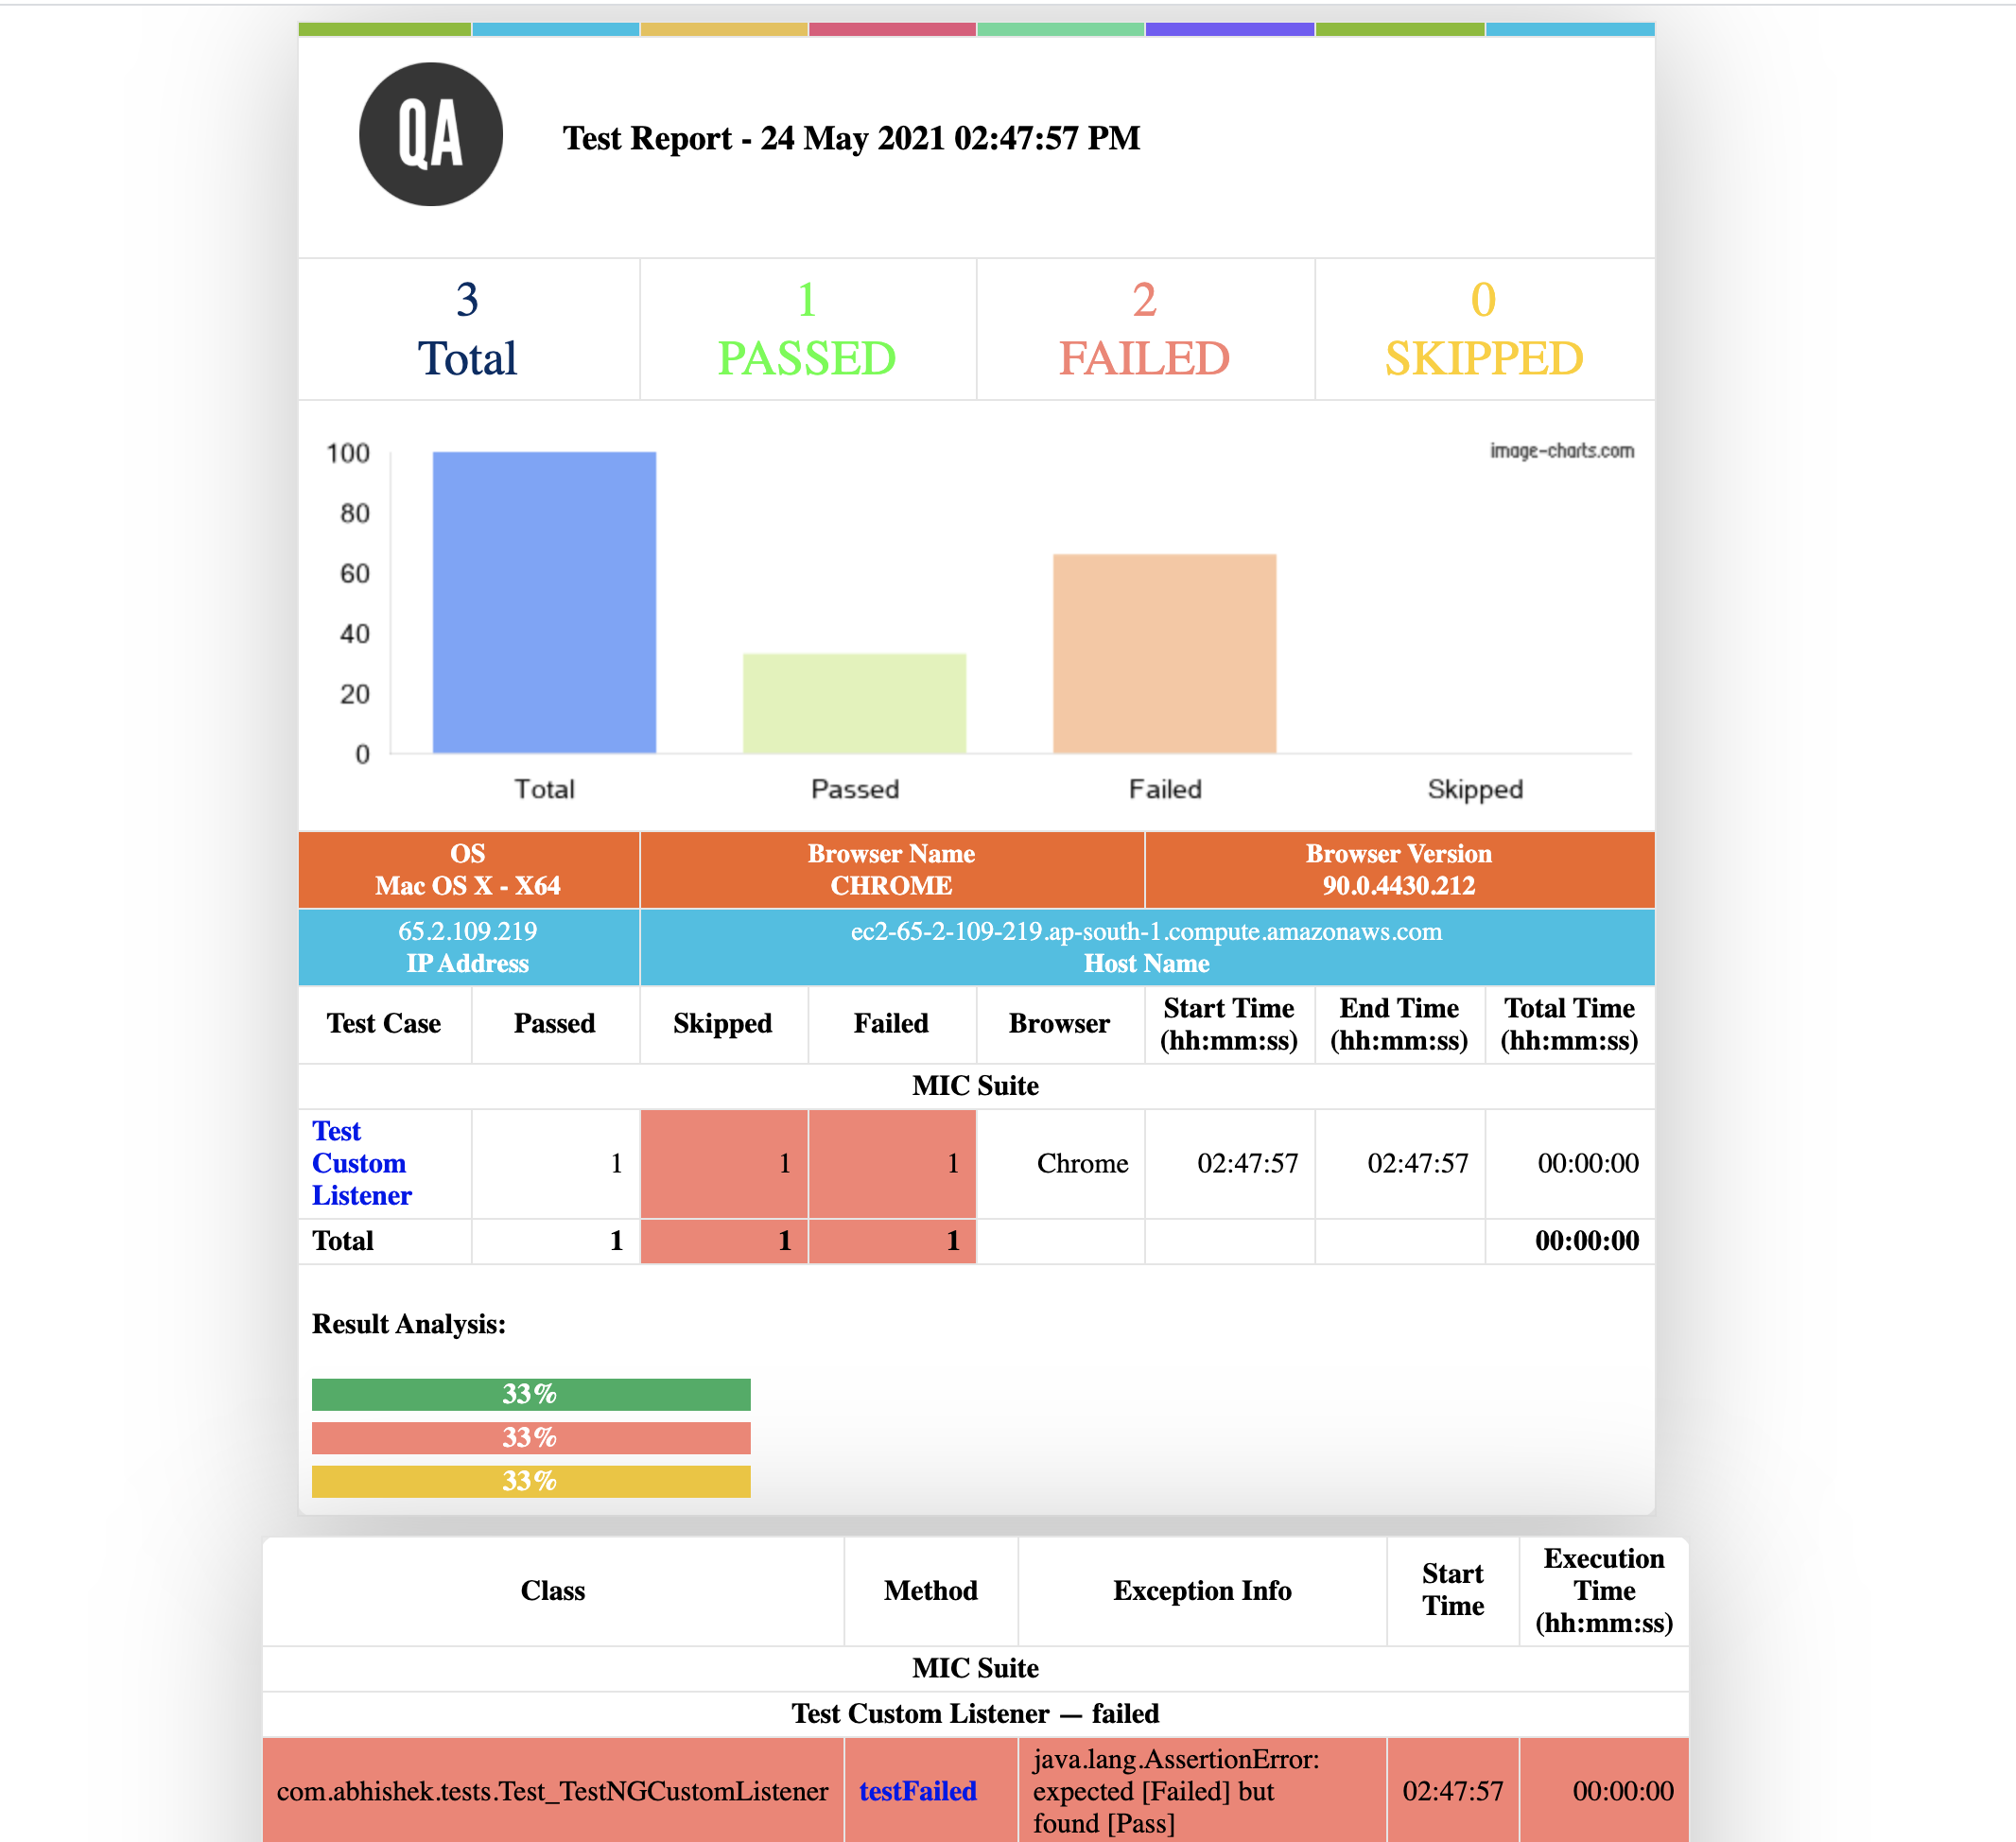 QA
Test Report - 24 May 2021 02:47:57 PM
3 1 2 0
Total PASSED FAILED SKIPPED
image-charts.com
100
80
60
40
20
0
Total Passed Failed Skipped
OS Browser Name Browser Version
Mac OS X - X64 CHROME 90.0.4430.212
65.2.109.219 ec2-65-2-109-219.ap-south-1.compute.amazonaws.com
IP Address Host Name
Test Case Passed Skipped Failed Browser Start Time (hh:mm:ss) End Time (hh:mm:ss) Total Time (hh:mm:ss)
MIC Suite
Test Custom Listener 1 1 1 Chrome 02:47:57 02:47:57 00:00:00
Total 1 1 1 00:00:00
Result Analysis:
33%
33%
33%
Class Method Exception Info Start Time Execution Time (hh:mm:ss)
MIC Suite
Test Custom Listener — failed
com.abhishek.tests.Test_TestNGCustomListener testFailed java.lang.AssertionError: expected [Failed] but found [Pass] 02:47:57 00:00:00